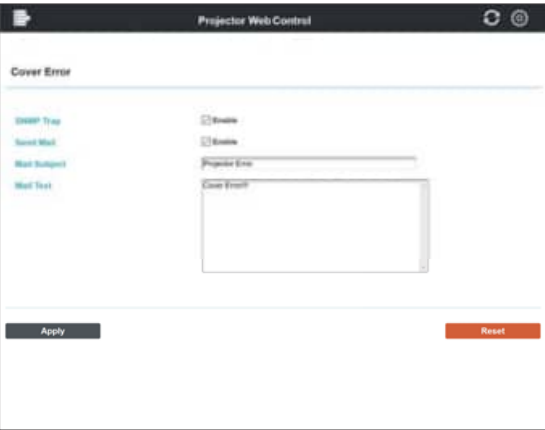 Projector Web Control
Cover Error
SNMP Trap
Enable
Send Mail
Enable
Mail Subject
Projector Error
Mail Text
Cover Error!!
Apply
Reset